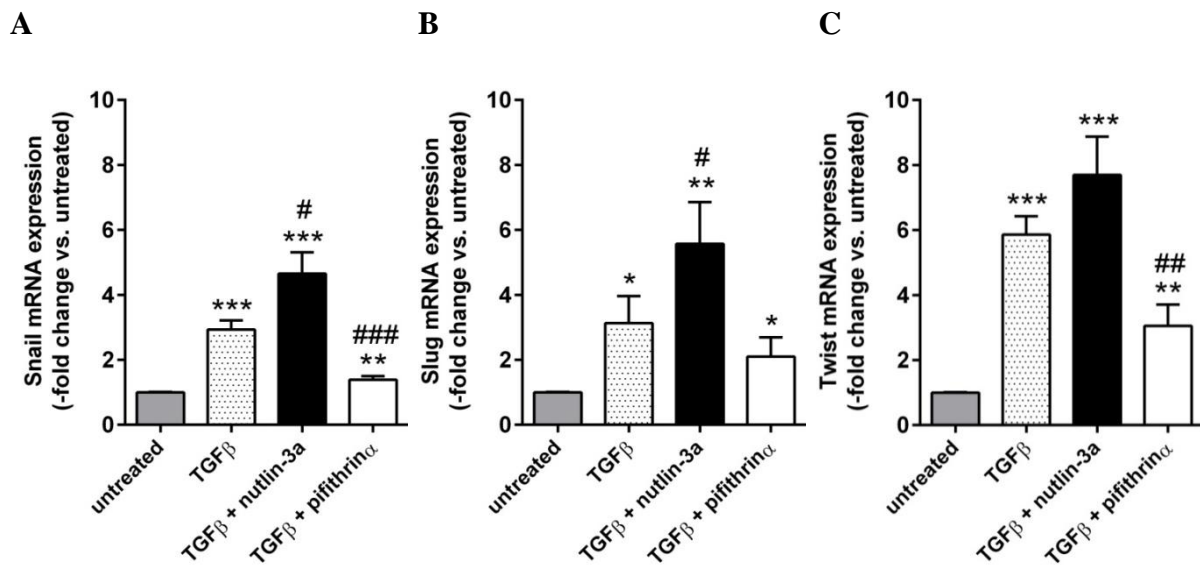 A
Snail mRNA expression
(-fold change vs. untreated)
10
8
6
4
2
0
***
#
***
###
**
untreated
TGFβ
TGFβ + nutlin-3a
TGFβ + pifithrinα
B
Slug mRNA expression
(-fold change vs. untreated)
10
8
6
4
2
0
*
#
**
*
untreated
TGFβ
TGFβ + nutlin-3a
TGFβ + pifithrinα
C
Twist mRNA expression
(-fold change vs. untreated)
10
8
6
4
2
0
***
***
##
**
untreated
TGFβ
TGFβ + nutlin-3a
TGFβ + pifithrinα